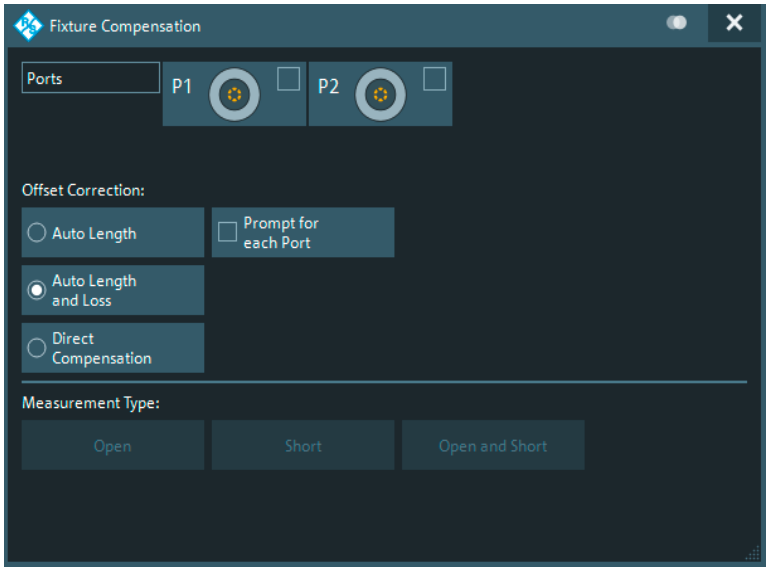 Fixture Compensation
Ports
P1
P2
Offset Correction:
Auto Length
Prompt for
each Port
Auto Length
and Loss
Direct
Compensation
Measurement Type:
Open
Short
Open and Short